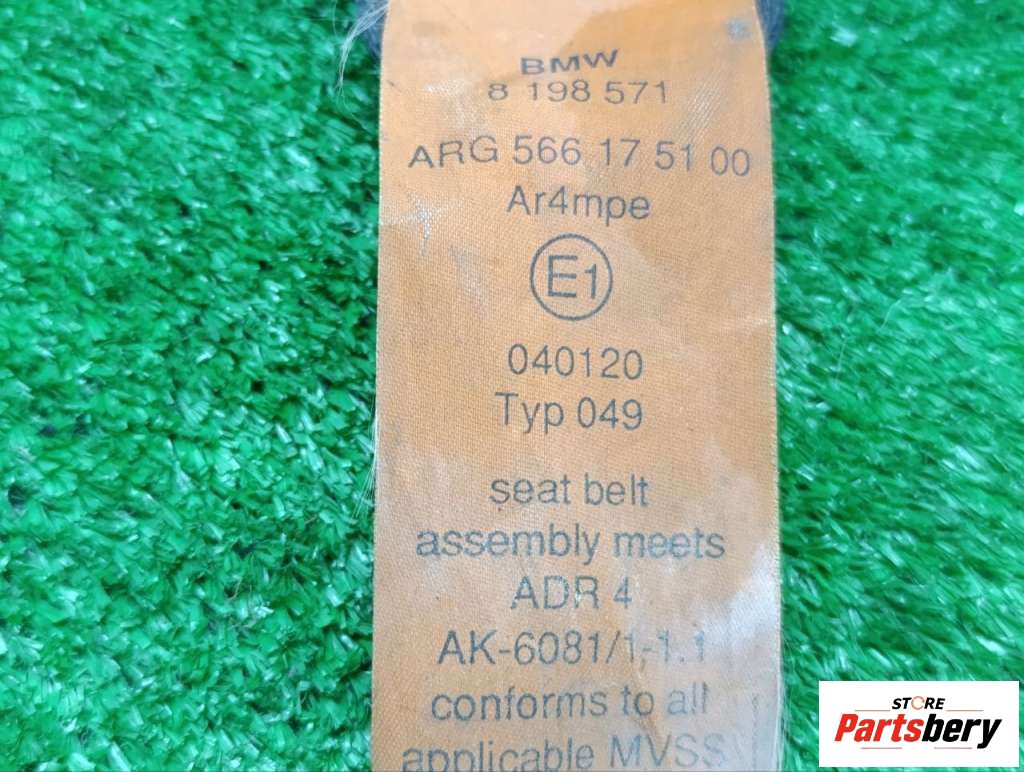 BMW
8 198 571
ARG 566 17 51 00
Ar4mpe
E1
040120
Typ 049
seat belt
assembly meets
ADR 4
AK-6081/1-1.1
conforms to all
applicable MVSS
STORE
Partsbery